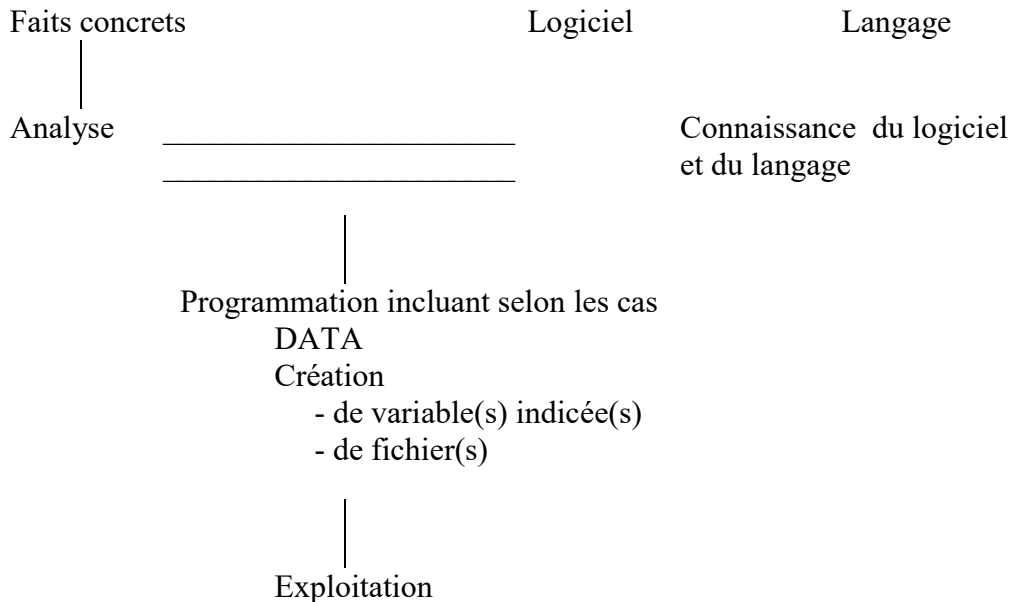 Faits concrets Logiciel Langage
Analyse Connaissance du logiciel
et du langage
Programmation incluant selon les cas
DATA
Création
- de variable(s) indicée(s)
- de fichier(s)
Exploitation